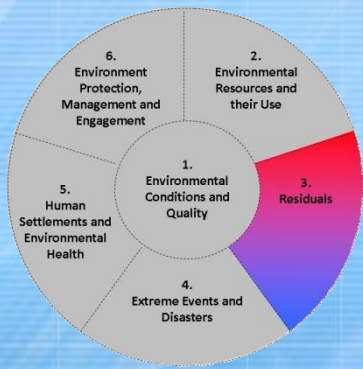 6.
Environment
Protection,
Management and
Engagement
2.
Environmental
Resources and
their Use
1.
Environmental
Conditions and
Quality
3.
Residuals
5.
Human
Settlements and
Environmental
Health
4.
Extreme Events and
Disasters